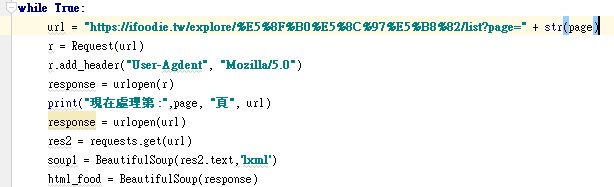 while True:
url = "https://ifoodie.tw/explore/%E5%8F%B0%E5%8C%97%E5%B8%82/list?page=" + str(page)
r = Request(url)
r.add_header("User-Agdent", "Mozilla/5.0")
response = urlopen(r)
print("現在處理第 :",page, "頁", url)
response = urlopen(url)
res2 = requests.get(url)
soup1 = BeautifulSoup(res2.text,'lxml')
html_food = BeautifulSoup(response)